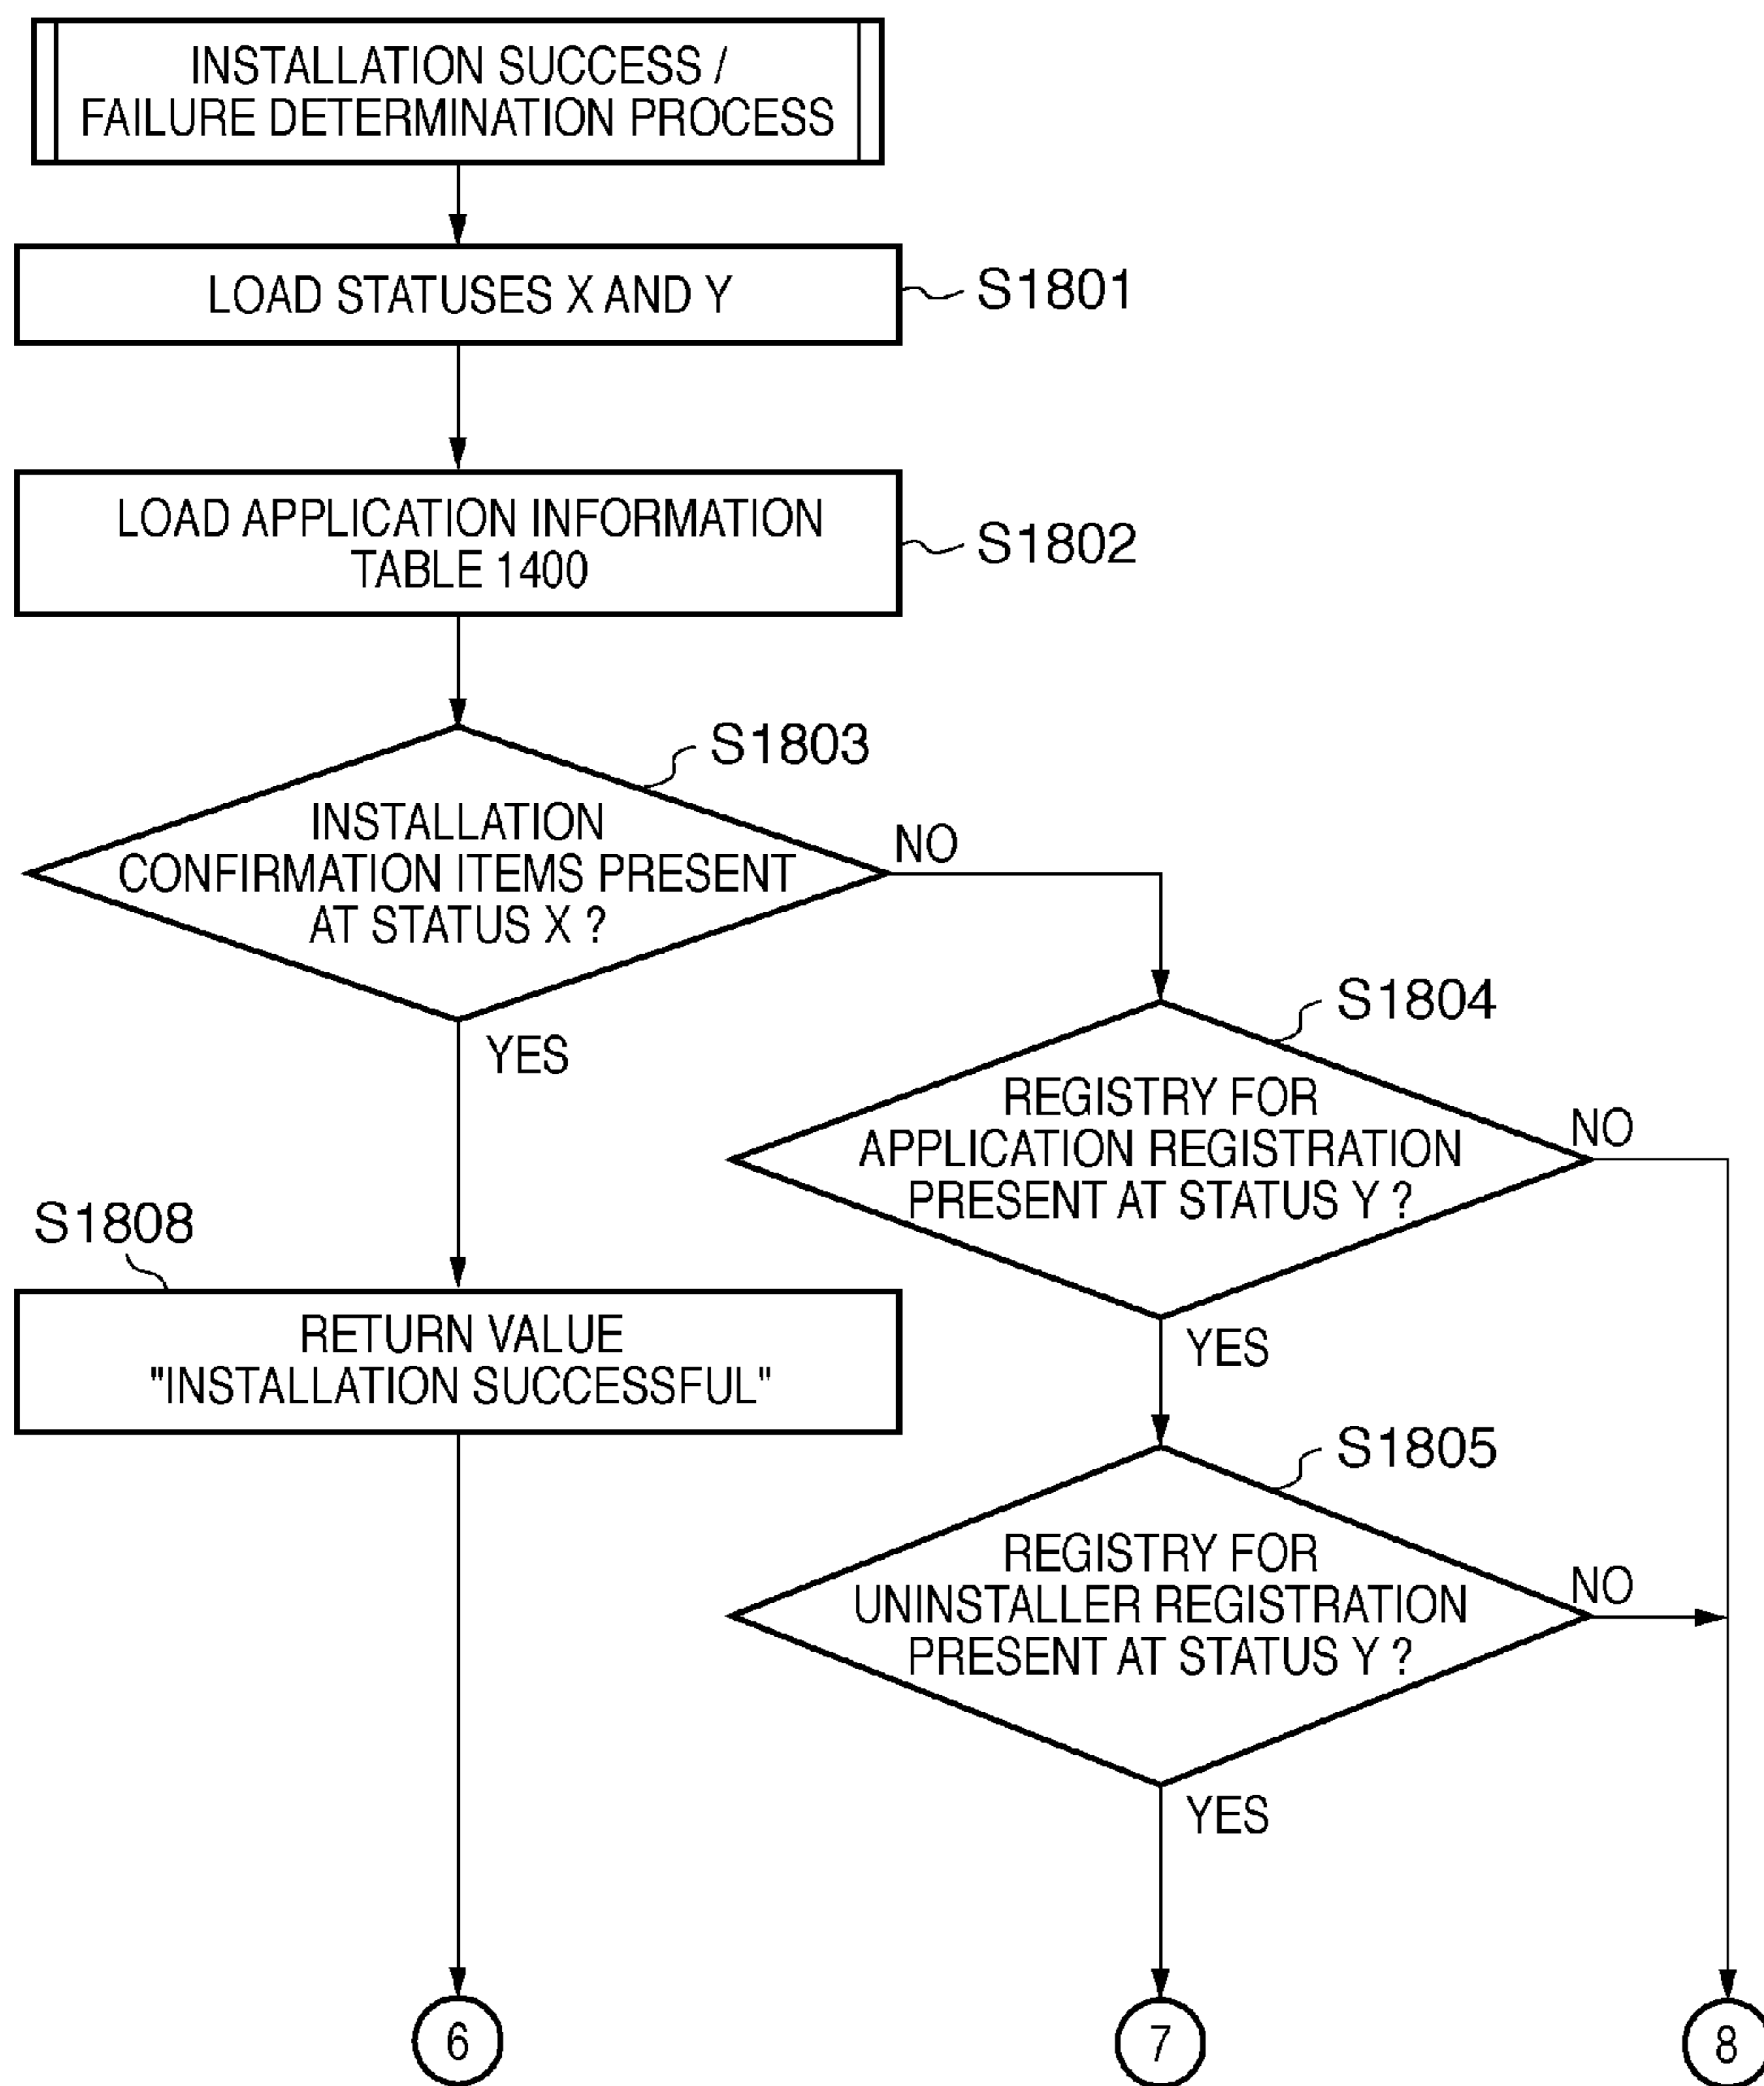 INSTALLATION SUCCESS /
FAILURE DETERMINATION PROCESS
LOAD STATUSES X AND Y
S1801
LOAD APPLICATION INFORMATION
TABLE 1400
S1802
S1803
INSTALLATION
CONFIRMATION ITEMS PRESENT
AT STATUS X ?
NO
YES
S1804
REGISTRY FOR
APPLICATION REGISTRATION
PRESENT AT STATUS Y ?
NO
YES
S1808
RETURN VALUE
"INSTALLATION SUCCESSFUL"
S1805
REGISTRY FOR
UNINSTALLER REGISTRATION
PRESENT AT STATUS Y ?
NO
YES
6
7
8